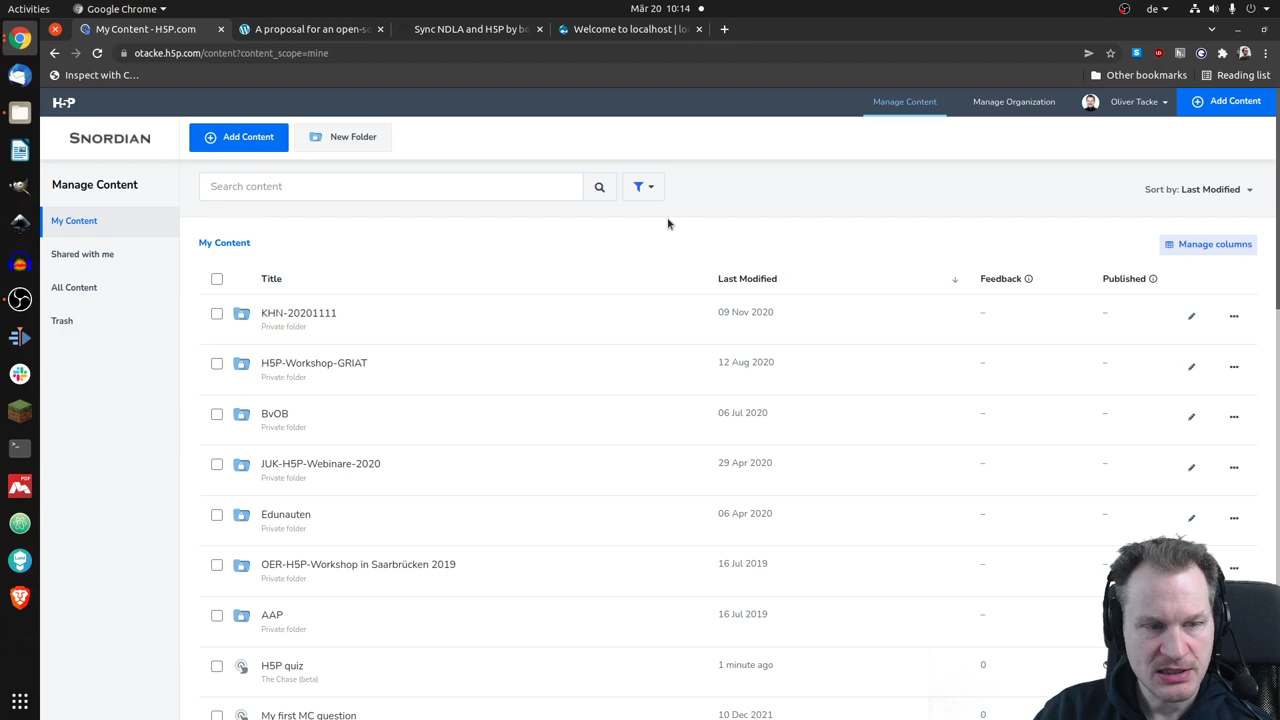 Activities
Google Chrome
Mär 20 10:14
de
My Content - H5P.com
A proposal for an open-s
Sync NDLA and H5P by bo
Welcome to localhost | lo
otacke.h5p.com/content?content_scope=mine
Inspect with C…
Other bookmarks
Reading list
H5P
Manage Content
Manage Organization
Oliver Tacke
Add Content
SNORDIAN
Add Content
New Folder
Manage Content
Search content
Sort by: Last Modified
My Content
Shared with me
All Content
Trash
My Content
Manage columns
Title
Last Modified
Feedback
Published
KHN-20201111
Private folder
09 Nov 2020
–
–
H5P-Workshop-GRIAT
Private folder
12 Aug 2020
–
–
BvOB
Private folder
06 Jul 2020
–
–
JUK-H5P-Webinare-2020
Private folder
29 Apr 2020
–
–
Edunauten
Private folder
06 Apr 2020
–
–
OER-H5P-Workshop in Saarbrücken 2019
Private folder
16 Jul 2019
–
AAP
Private folder
16 Jul 2019
–
H5P quiz
The Chase (beta)
1 minute ago
0
My first MC question
10 Dec 2021
0
PDF